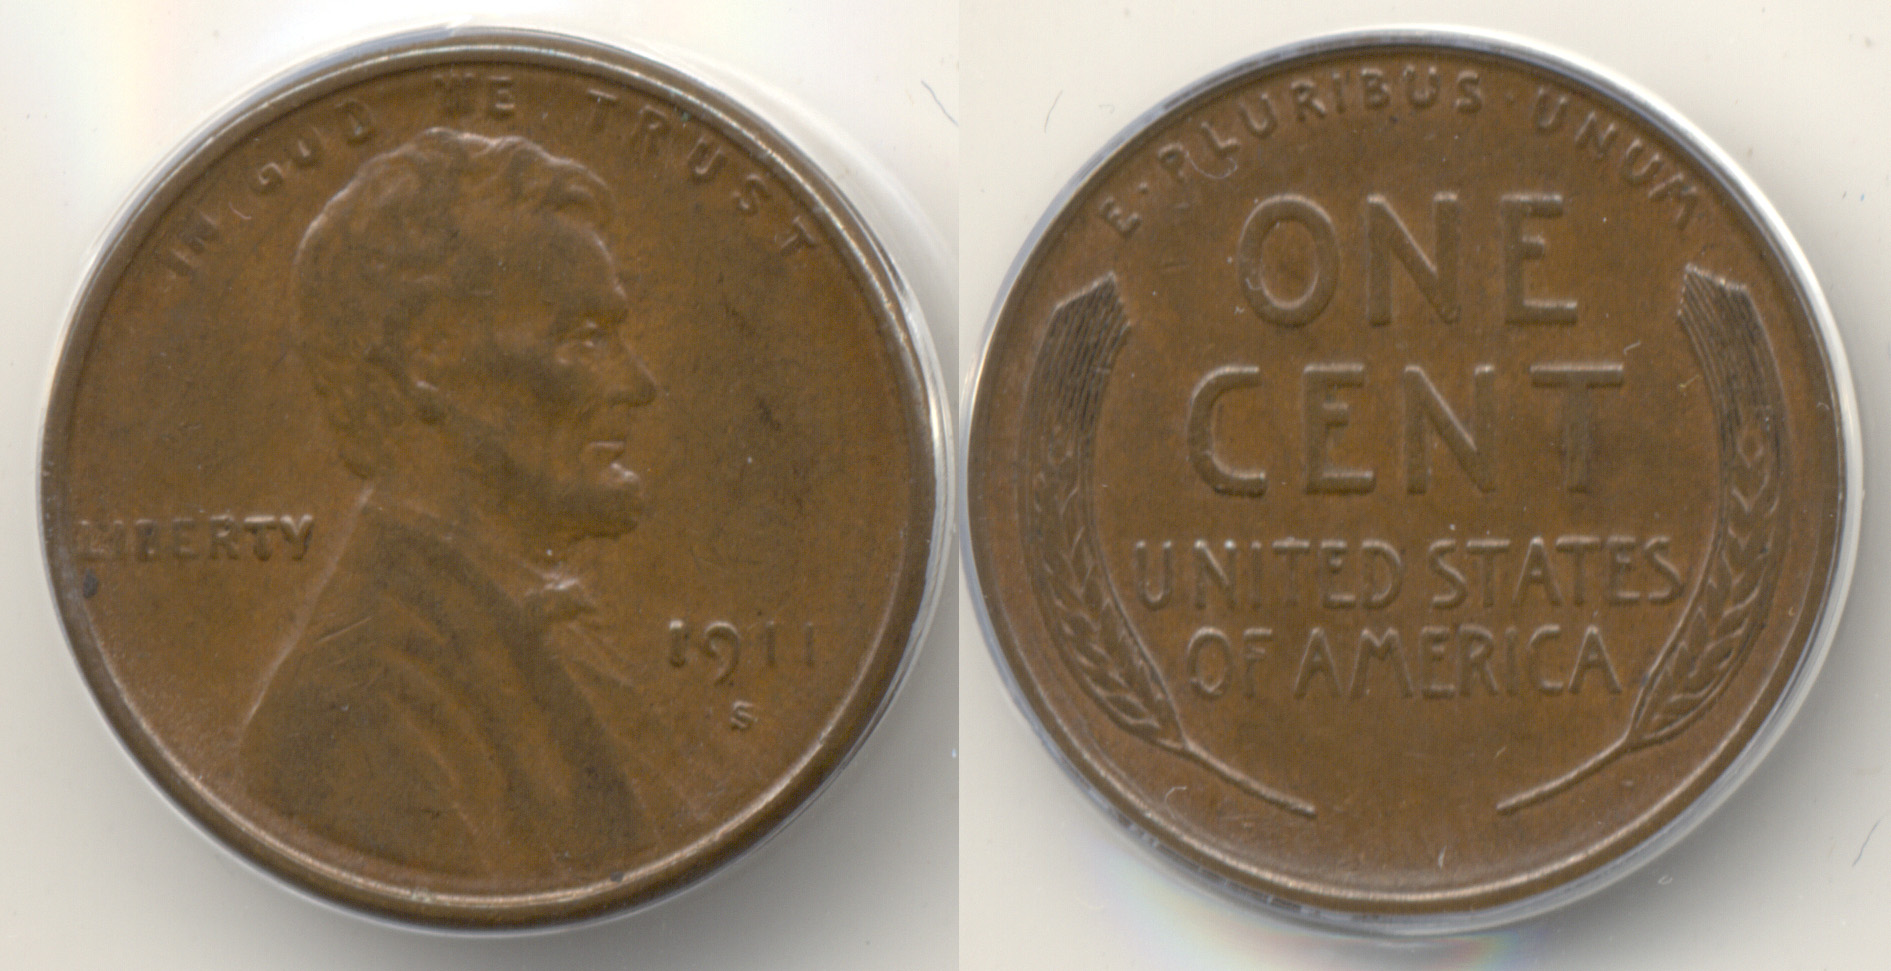 IN GOD WE TRUST
LIBERTY
1911
S
E·PLURIBUS·UNUM
ONE
CENT
UNITED STATES
OF AMERICA